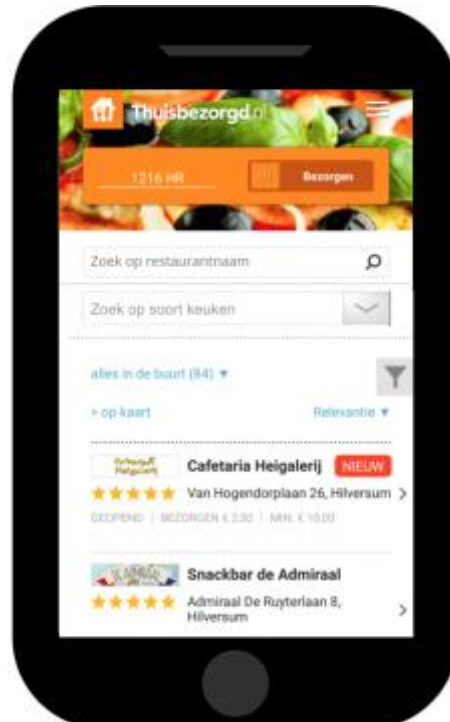 Thuisbezorgd.nl
1216 HR
Bezorgen
Zoek op restaurantnaam
Zoek op soort keuken
alles in de buurt (84) ▼
> op kaart
Relevantie ▼
Cafetaria Heigalerij NIEUW
Van Hogendorplaan 26, Hilversum >
GEOPEND | BEZORGEN € 2,50 | MIN. € 10,00
Snackbar de Admiraal
Admiraal De Ruyterlaan 8,
Hilversum >